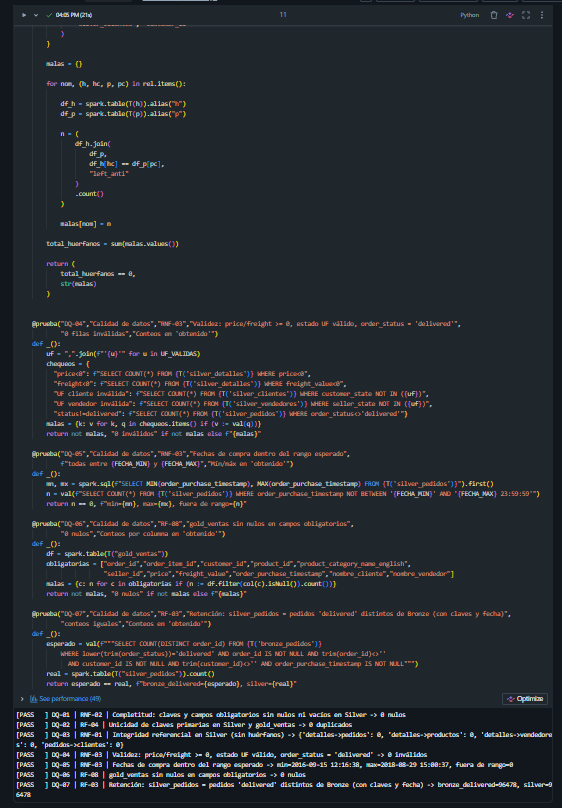 04:05 PM (21s)
11
Python
)
}
malas = {}
for nom, (h, hc, p, pc) in rel.items():
df_h = spark.table(T(h)).alias("h")
df_p = spark.table(T(p)).alias("p")
n = (
df_h.join(
df_p,
df_h[hc] == df_p[pc],
"left_anti"
)
.count()
)
malas[nom] = n
total_huerfanos = sum(malas.values())
return (
total_huerfanos == 0,
str(malas)
)
@prueba("DQ-04","Calidad de datos","RNF-03","Validez: price/freight >= 0, estado UF válido, order_status = 'delivered'",
"0 filas inválidas","Conteos en 'obtenido'")
def _():
uf = ",".join(f"'{u}'" for u in UF_VALIDAS)
chequeos = {
"price<0": f"SELECT COUNT(*) FROM {T('silver_detalles')} WHERE price<0",
"freight<0": f"SELECT COUNT(*) FROM {T('silver_detalles')} WHERE freight_value<0",
"UF cliente inválida": f"SELECT COUNT(*) FROM {T('silver_clientes')} WHERE customer_state NOT IN ({uf})",
"UF vendedor inválida": f"SELECT COUNT(*) FROM {T('silver_vendedores')} WHERE seller_state NOT IN ({uf})",
"status!=delivered": f"SELECT COUNT(*) FROM {T('silver_pedidos')} WHERE order_status<>'delivered'"}
malas = {k: v for k, q in chequeos.items() if (v := val(q))}
return not malas, "0 inválidos" if not malas else f"{malas}"
@prueba("DQ-05","Calidad de datos","RNF-03","Fechas de compra dentro del rango esperado",
f"todas entre {FECHA_MIN} y {FECHA_MAX}","Min/máx en 'obtenido'")
def _():
mn, mx = spark.sql(f"SELECT MIN(order_purchase_timestamp), MAX(order_purchase_timestamp) FROM {T('silver_pedidos')}").first()
n = val(f"SELECT COUNT(*) FROM {T('silver_pedidos')} WHERE order_purchase_timestamp NOT BETWEEN '{FECHA_MIN}' AND '{FECHA_MAX} 23:59:59'")
return n == 0, f"min={mn}, max={mx}, fuera de rango={n}"
@prueba("DQ-06","Calidad de datos","RF-08","gold_ventas sin nulos en campos obligatorios",
"0 nulos","Conteos por columna en 'obtenido'")
def _():
df = spark.table(T("gold_ventas"))
obligatorias = ["order_id","order_item_id","customer_id","product_id","product_category_name_english",
"seller_id","price","freight_value","order_purchase_timestamp","nombre_cliente","nombre_vendedor"]
malas = {c: n for c in obligatorias if (n := df.filter(col(c).isNull()).count())}
return not malas, "0 nulos" if not malas else f"{malas}"
@prueba("DQ-07","Calidad de datos","RF-03","Retención: silver_pedidos = pedidos 'delivered' distintos de Bronze (con claves y fecha)",
"conteos iguales","Conteos en 'obtenido'")
def _():
esperado = val(f"""SELECT COUNT(DISTINCT order_id) FROM {T('bronze_pedidos')}
WHERE lower(trim(order_status))='delivered' AND order_id IS NOT NULL AND trim(order_id)<>''
AND customer_id IS NOT NULL AND trim(customer_id)<>'' AND order_purchase_timestamp IS NOT NULL""")
real = spark.table(T("silver_pedidos")).count()
return esperado == real, f"bronze_delivered={esperado}, silver={real}"
See performance (49)
Optimize
[PASS ] DQ-01 | RNF-02 | Completitud: claves y campos obligatorios sin nulos ni vacíos en Silver -> 0 nulos
[PASS ] DQ-02 | RF-04 | Unicidad de claves primarias en Silver y gold_ventas -> 0 duplicados
[PASS ] DQ-03 | RNF-01 | Integridad referencial en Silver (sin huérfanos) -> {'detalles->pedidos': 0, 'detalles->productos': 0, 'detalles->vendedore
s': 0, 'pedidos->clientes': 0}
[PASS ] DQ-04 | RNF-03 | Validez: price/freight >= 0, estado UF válido, order_status = 'delivered' -> 0 inválidos
[PASS ] DQ-05 | RNF-03 | Fechas de compra dentro del rango esperado -> min=2016-09-15 12:16:38, max=2018-08-29 15:00:37, fuera de rango=0
[PASS ] DQ-06 | RF-08 | gold_ventas sin nulos en campos obligatorios -> 0 nulos
[PASS ] DQ-07 | RF-03 | Retención: silver_pedidos = pedidos 'delivered' distintos de Bronze (con claves y fecha) -> bronze_delivered=96478, silver=9
6478